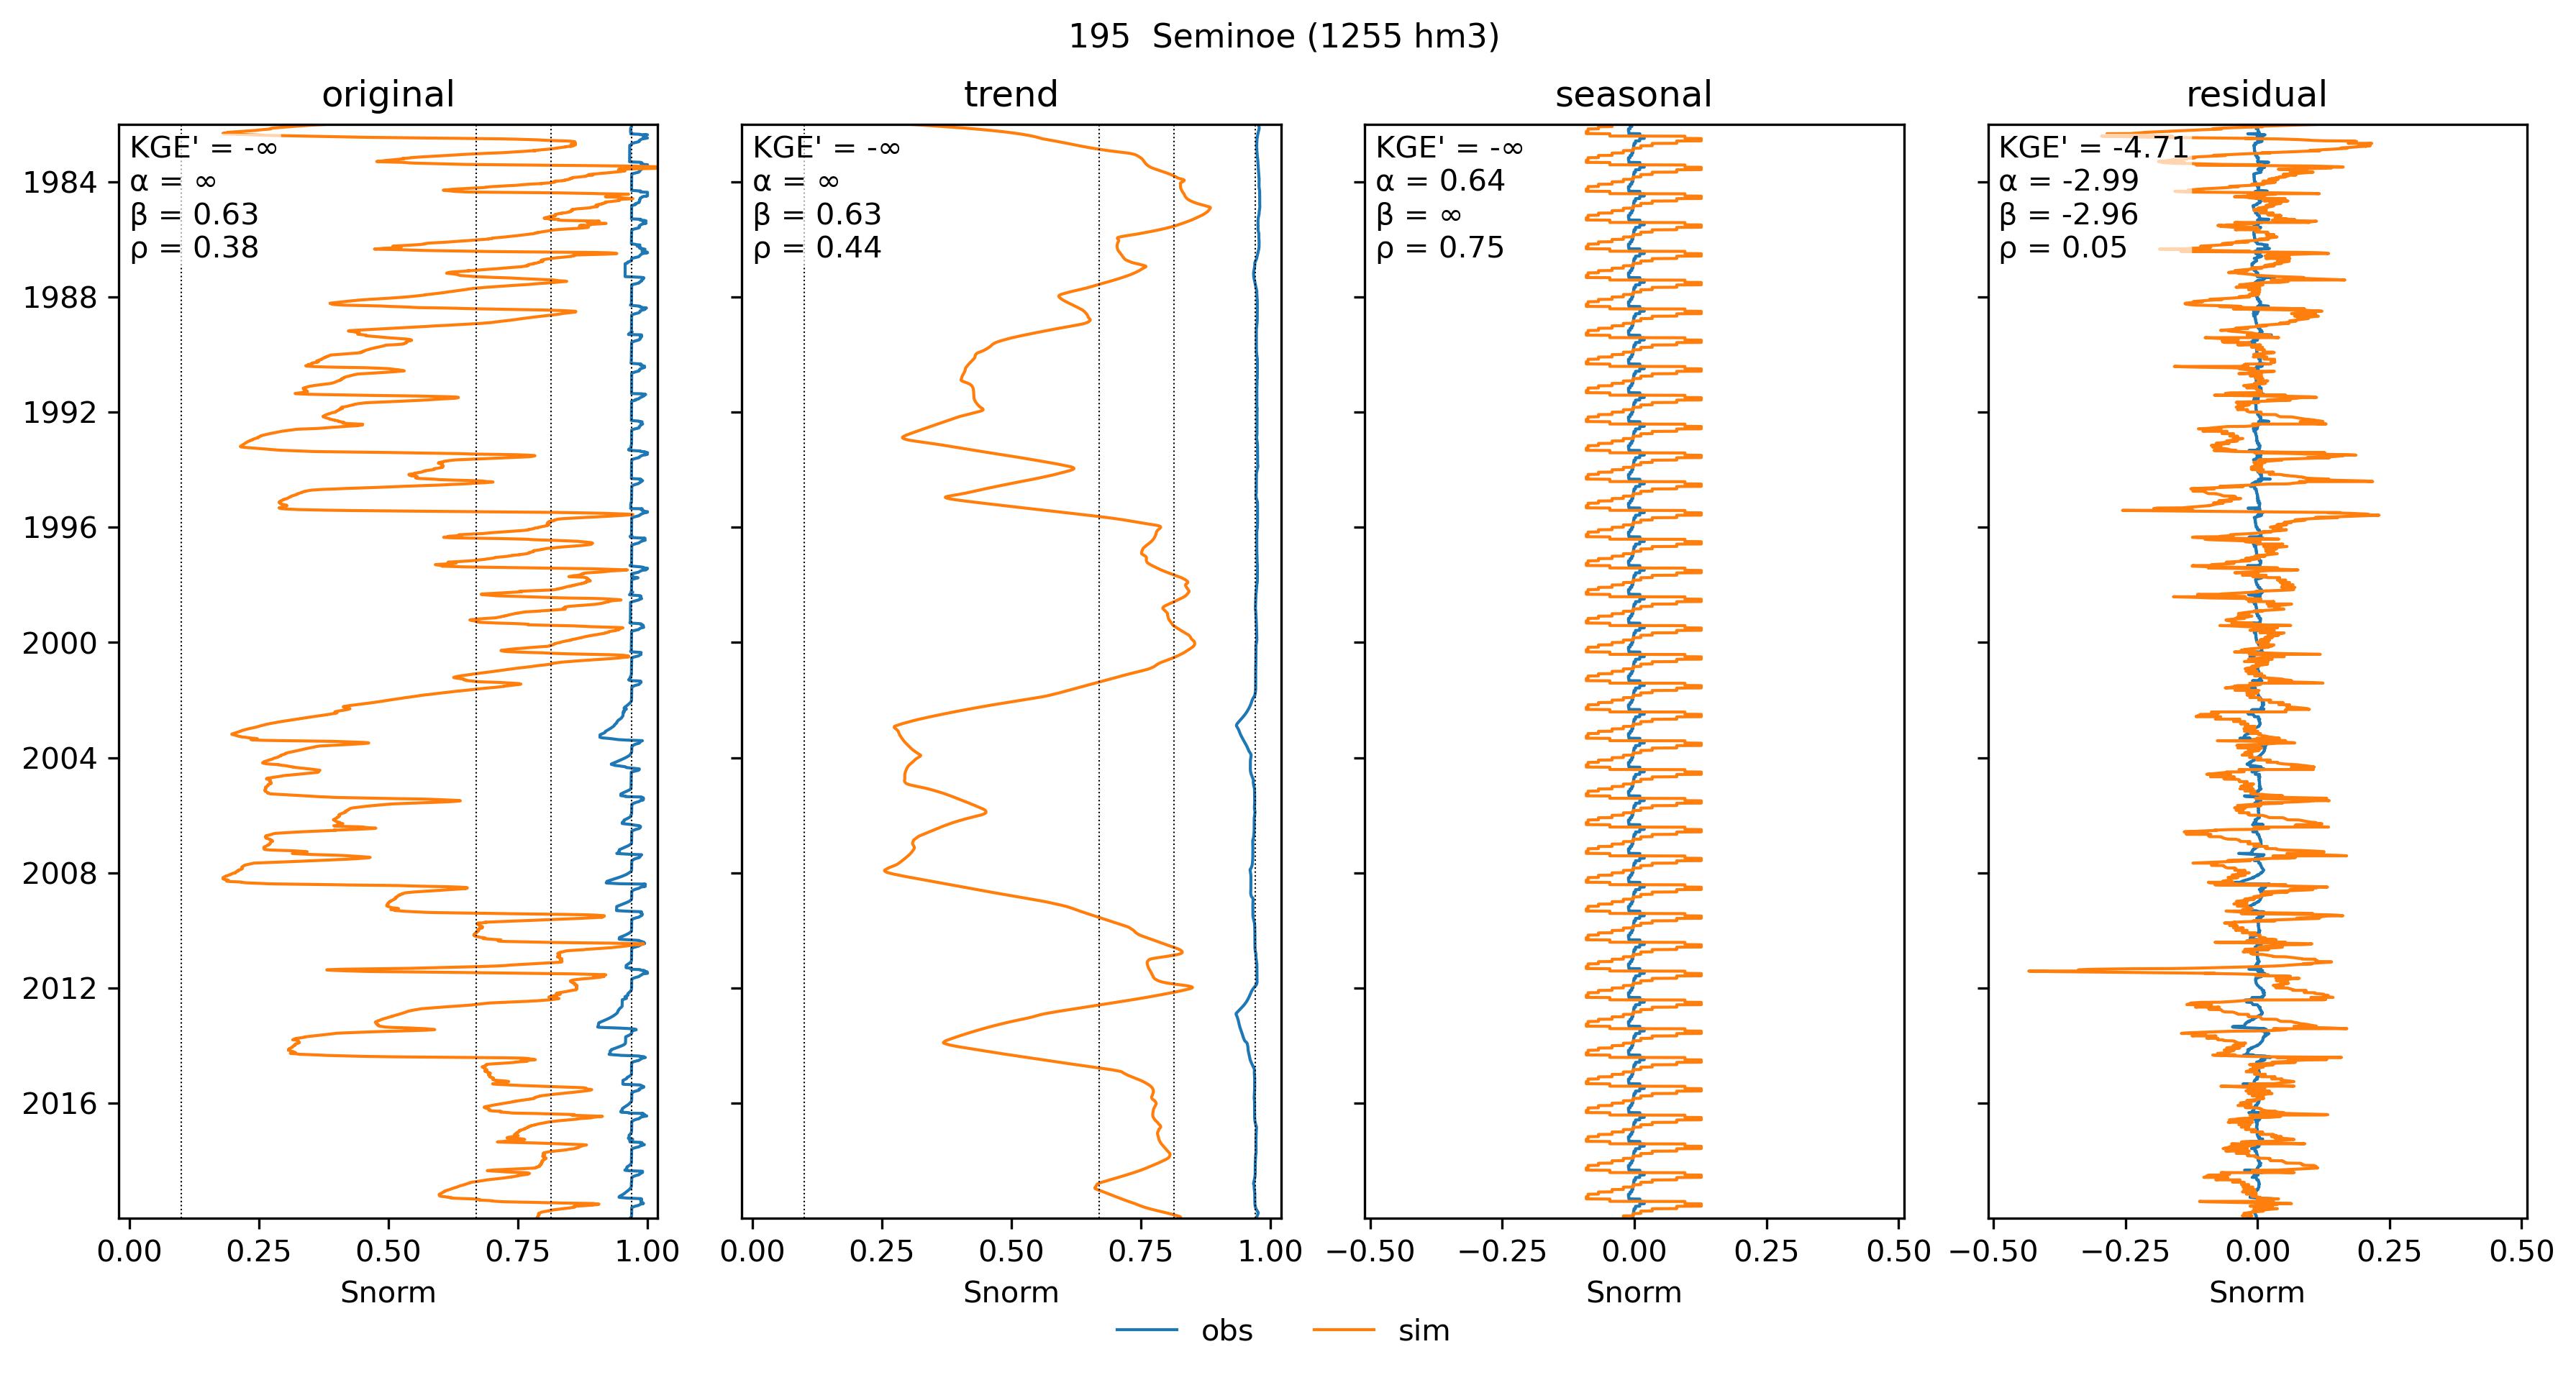 195  Seminoe (1255 hm3)
original
trend
seasonal
residual
KGE' = -∞
α = ∞
β = 0.63
ρ = 0.38
KGE' = -∞
α = ∞
β = 0.63
ρ = 0.44
KGE' = -∞
α = 0.64
β = ∞
ρ = 0.75
KGE' = -4.71
α = -2.99
β = -2.96
ρ = 0.05
1984
1988
1992
1996
2000
2004
2008
2012
2016
0.00 0.25 0.50 0.75 1.00
0.00 0.25 0.50 0.75 1.00
−0.50 −0.25 0.00 0.25 0.50
−0.50 −0.25 0.00 0.25 0.50
Snorm
Snorm
Snorm
Snorm
obs
sim